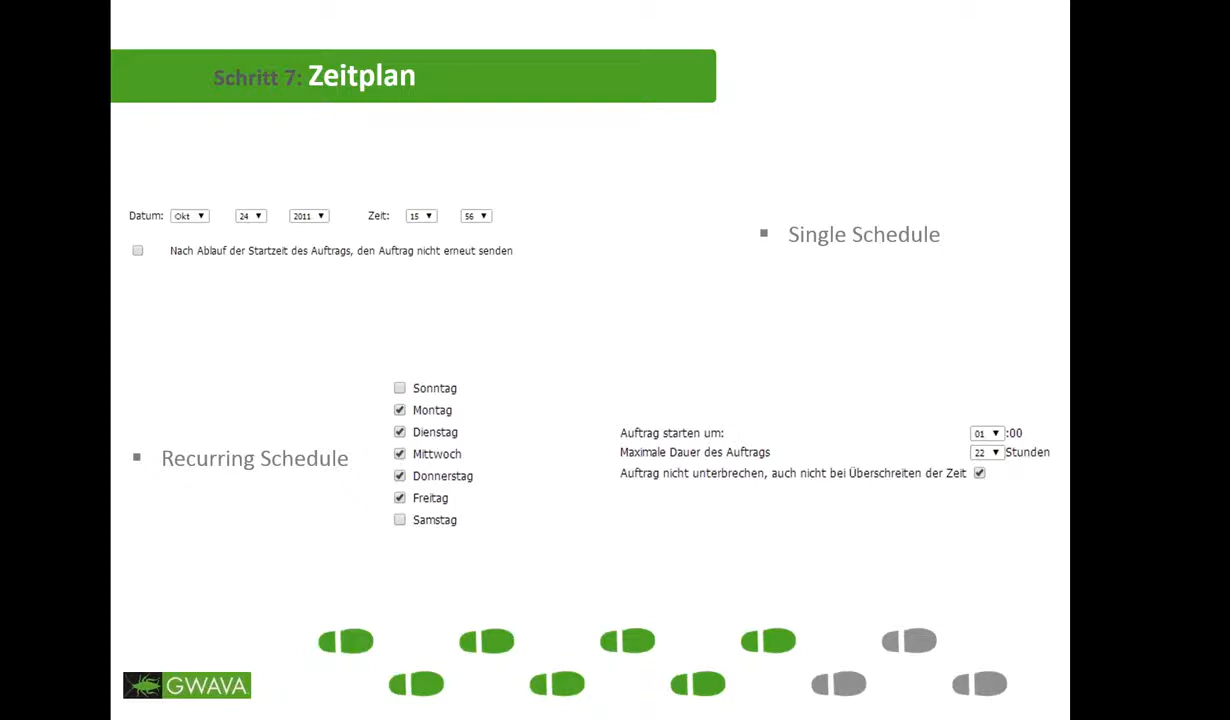 Schritt 7: Zeitplan
Datum: Okt 24 2011 Zeit: 15 56
Nach Ablauf der Startzeit des Auftrags, den Auftrag nicht erneut senden
Single Schedule
Recurring Schedule
Sonntag
Montag
Dienstag
Mittwoch
Donnerstag
Freitag
Samstag
Auftrag starten um: 01 :00
Maximale Dauer des Auftrags 22 Stunden
Auftrag nicht unterbrechen, auch nicht bei Überschreiten der Zeit
GWAVA